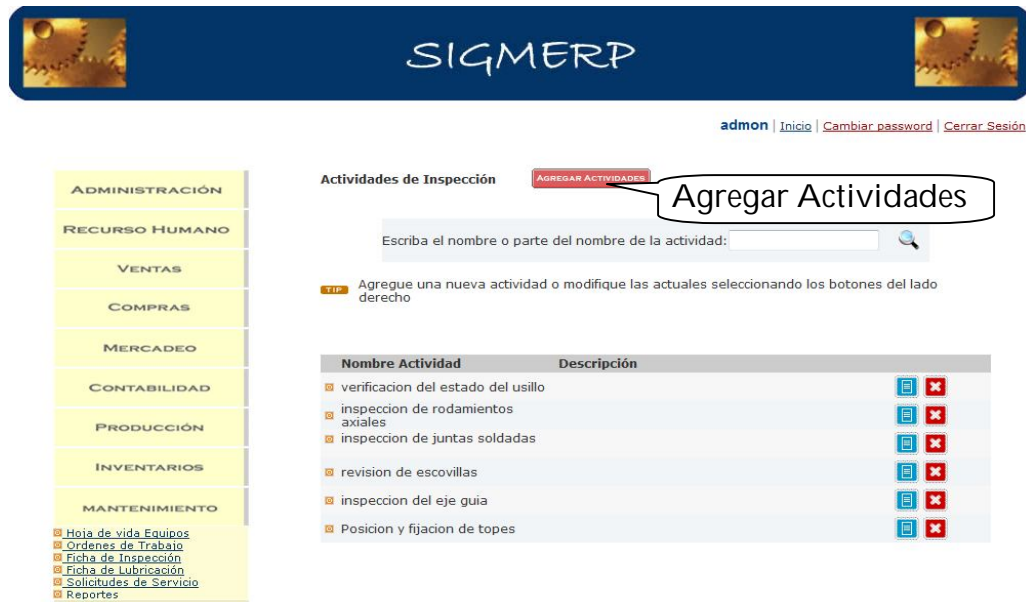 SIGMERP
admon | Inicio | Cambiar password | Cerrar Sesión
ADMINISTRACIÓN
RECURSO HUMANO
VENTAS
COMPRAS
MERCADEO
CONTABILIDAD
PRODUCCIÓN
INVENTARIOS
MANTENIMIENTO
Hoja de vida Equipos
Ordenes de Trabajo
Ficha de Inspección
Ficha de Lubricación
Solicitudes de Servicio
Reportes
Actividades de Inspección
AGREGAR ACTIVIDADES
Agregar Actividades
Escriba el nombre o parte del nombre de la actividad:
TIP
Agregue una nueva actividad o modifique las actuales seleccionando los botones del lado
derecho
Nombre Actividad Descripción
verificacion del estado del usillo
inspeccion de rodamientos
axiales
inspeccion de juntas soldadas
revision de escovillas
inspeccion del eje guia
Posicion y fijacion de topes